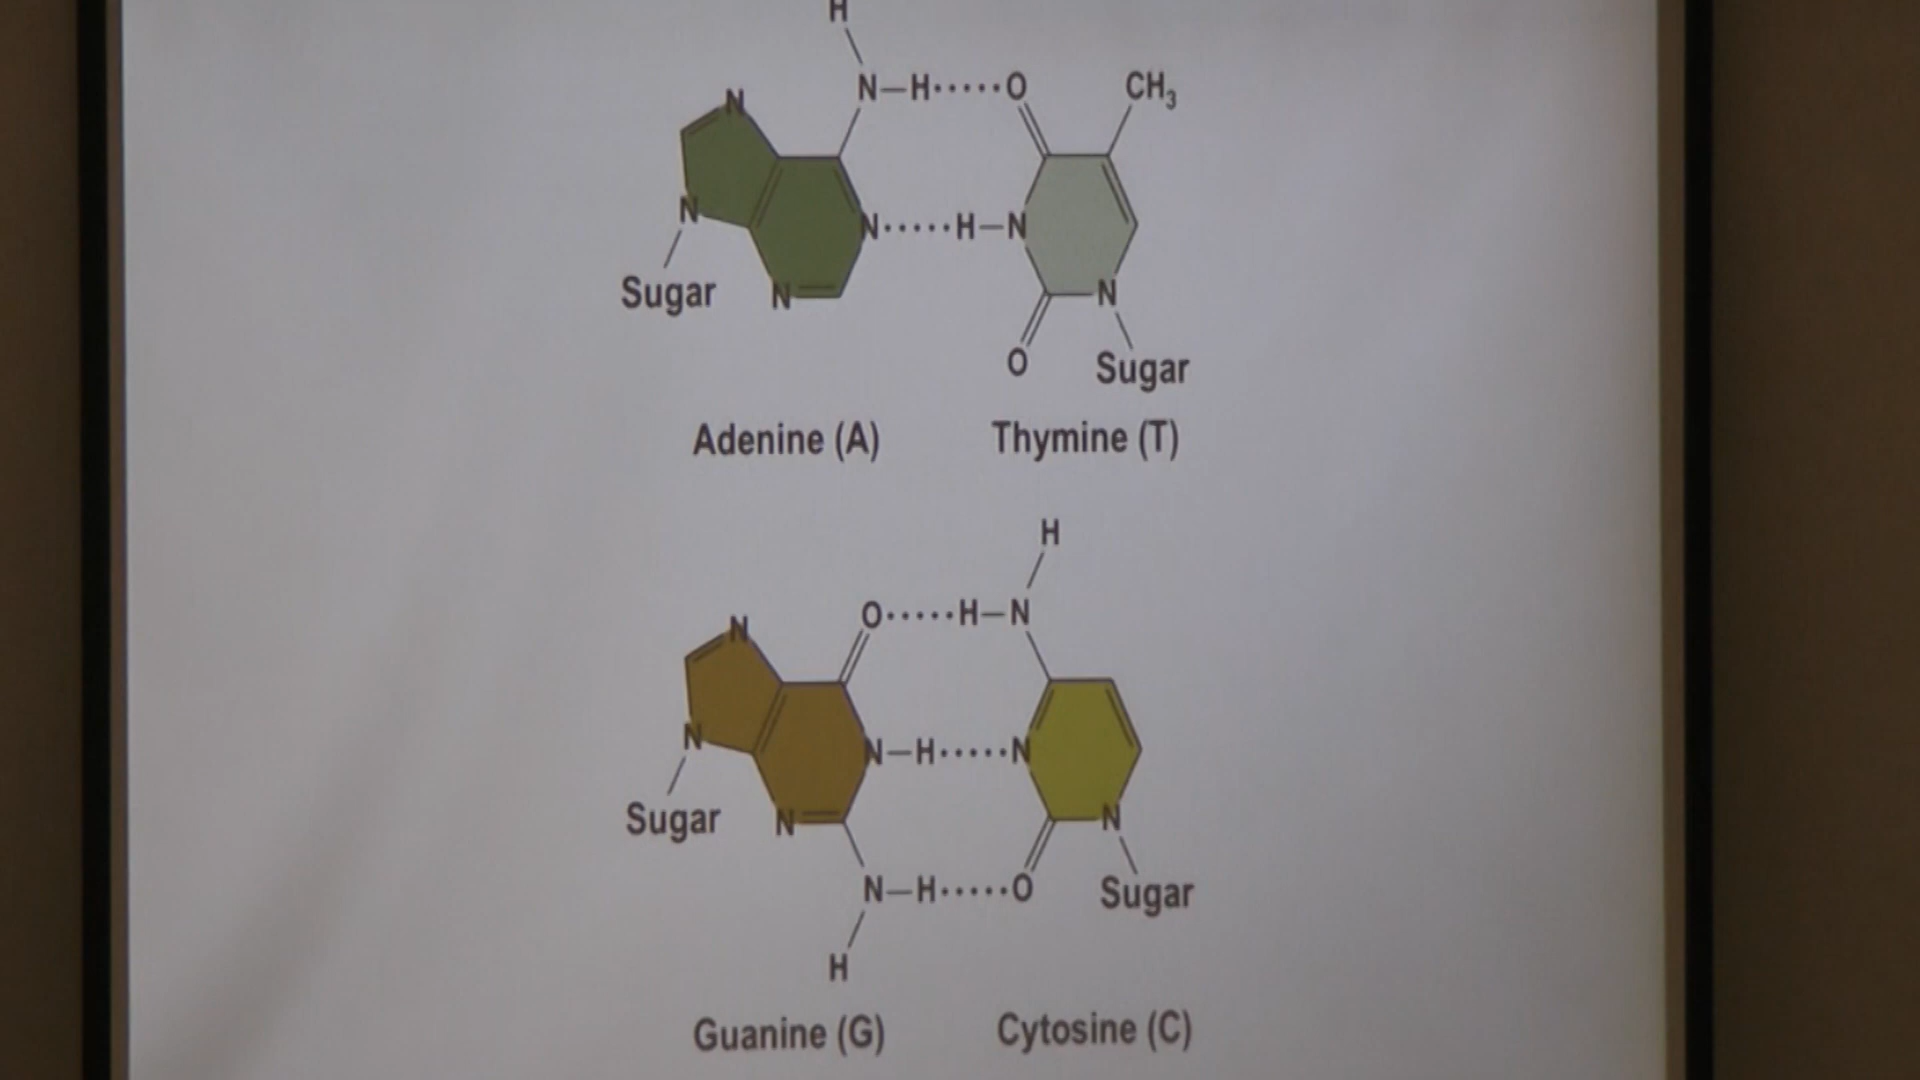 H
N–H·····O
CH₃
N
N
N·····H–N
Sugar
N
N
O
Sugar
Adenine (A)
Thymine (T)
H
O·····H–N
N
N
N–H·····N
Sugar
N
N
N–H·····O
Sugar
H
Guanine (G)
Cytosine (C)